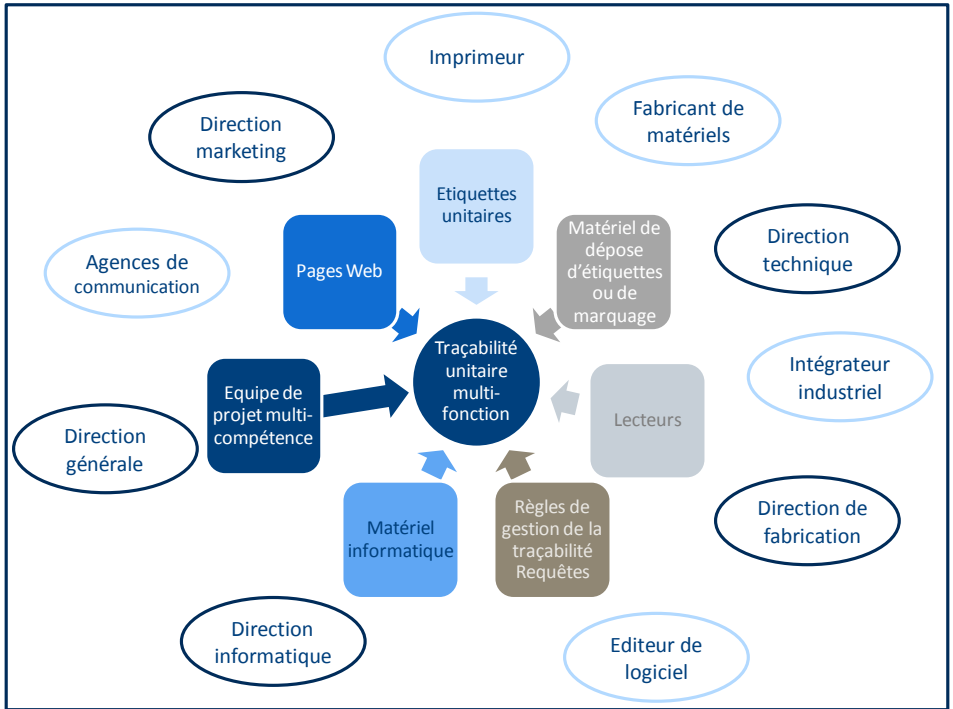 Imprimeur
Fabricant de
matériels
Direction
marketing
Etiquettes
unitaires
Matériel de
dépose
d'étiquettes
ou de
marquage
Direction
technique
Agences de
communication
Pages Web
Traçabilité
unitaire
multi-
fonction
Intégrateur
industriel
Equipe de
projet multi-
compétence
Lecteurs
Direction
générale
Matériel
informatique
Règles de
gestion de la
traçabilité
Requêtes
Direction de
fabrication
Direction
informatique
Editeur de
logiciel